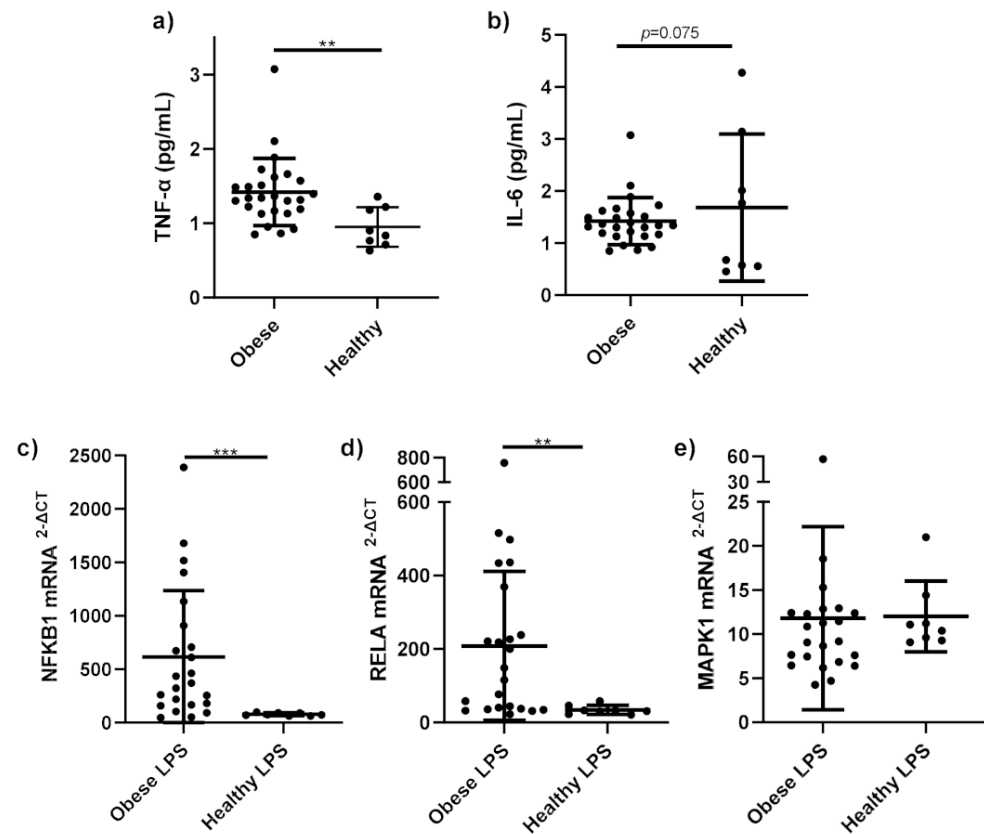 a)
**
TNF-α (pg/mL)
3
2
1
0
Obese
Healthy
b)
p=0.075
IL-6 (pg/mL)
5
4
3
2
1
0
Obese
Healthy
c)
***
NFKB1 mRNA 2-ΔCT
2500
2000
1500
1000
500
0
Obese LPS
Healthy LPS
d)
**
RELA mRNA 2-ΔCT
800
600
600
400
200
0
Obese LPS
Healthy LPS
e)
MAPK1 mRNA 2-ΔCT
60
30
25
20
15
10
5
0
Obese LPS
Healthy LPS